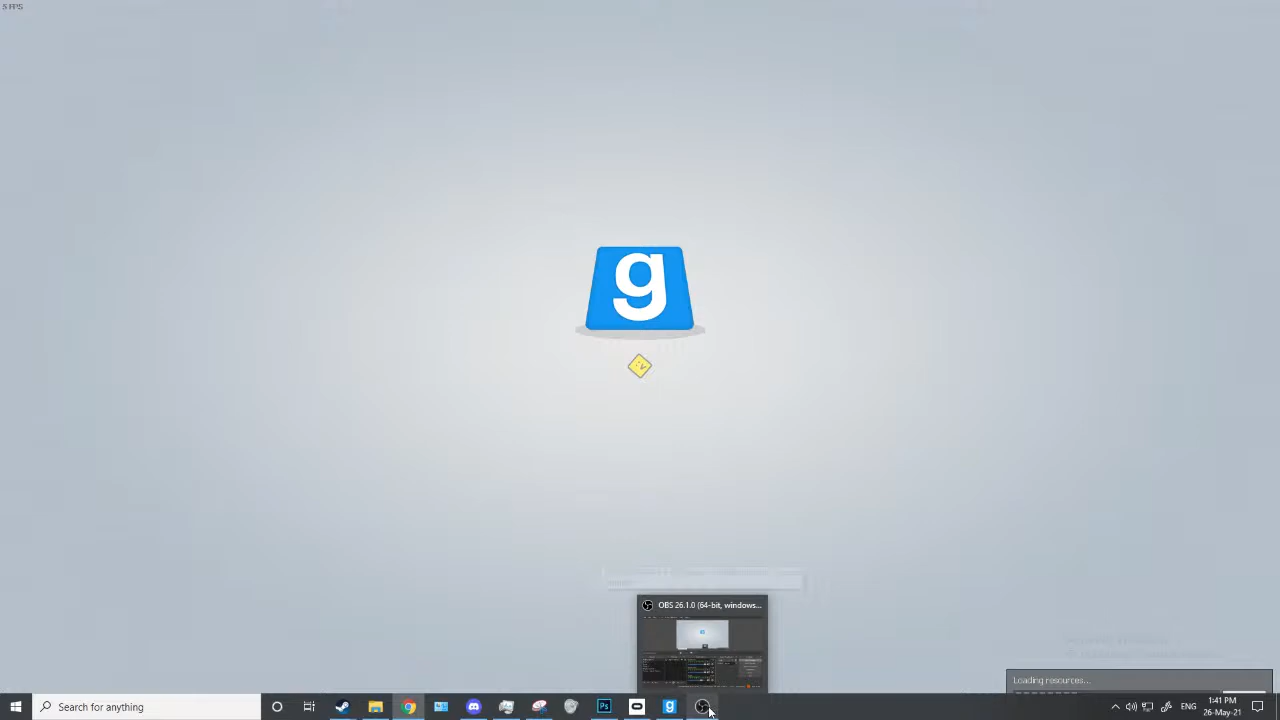 5 FPS
g
:v
OBS 26.1.0 (64-bit, windows...
Loading resources...
Search for anything
Ps
g
ENG
1:41 PM
26-May-21